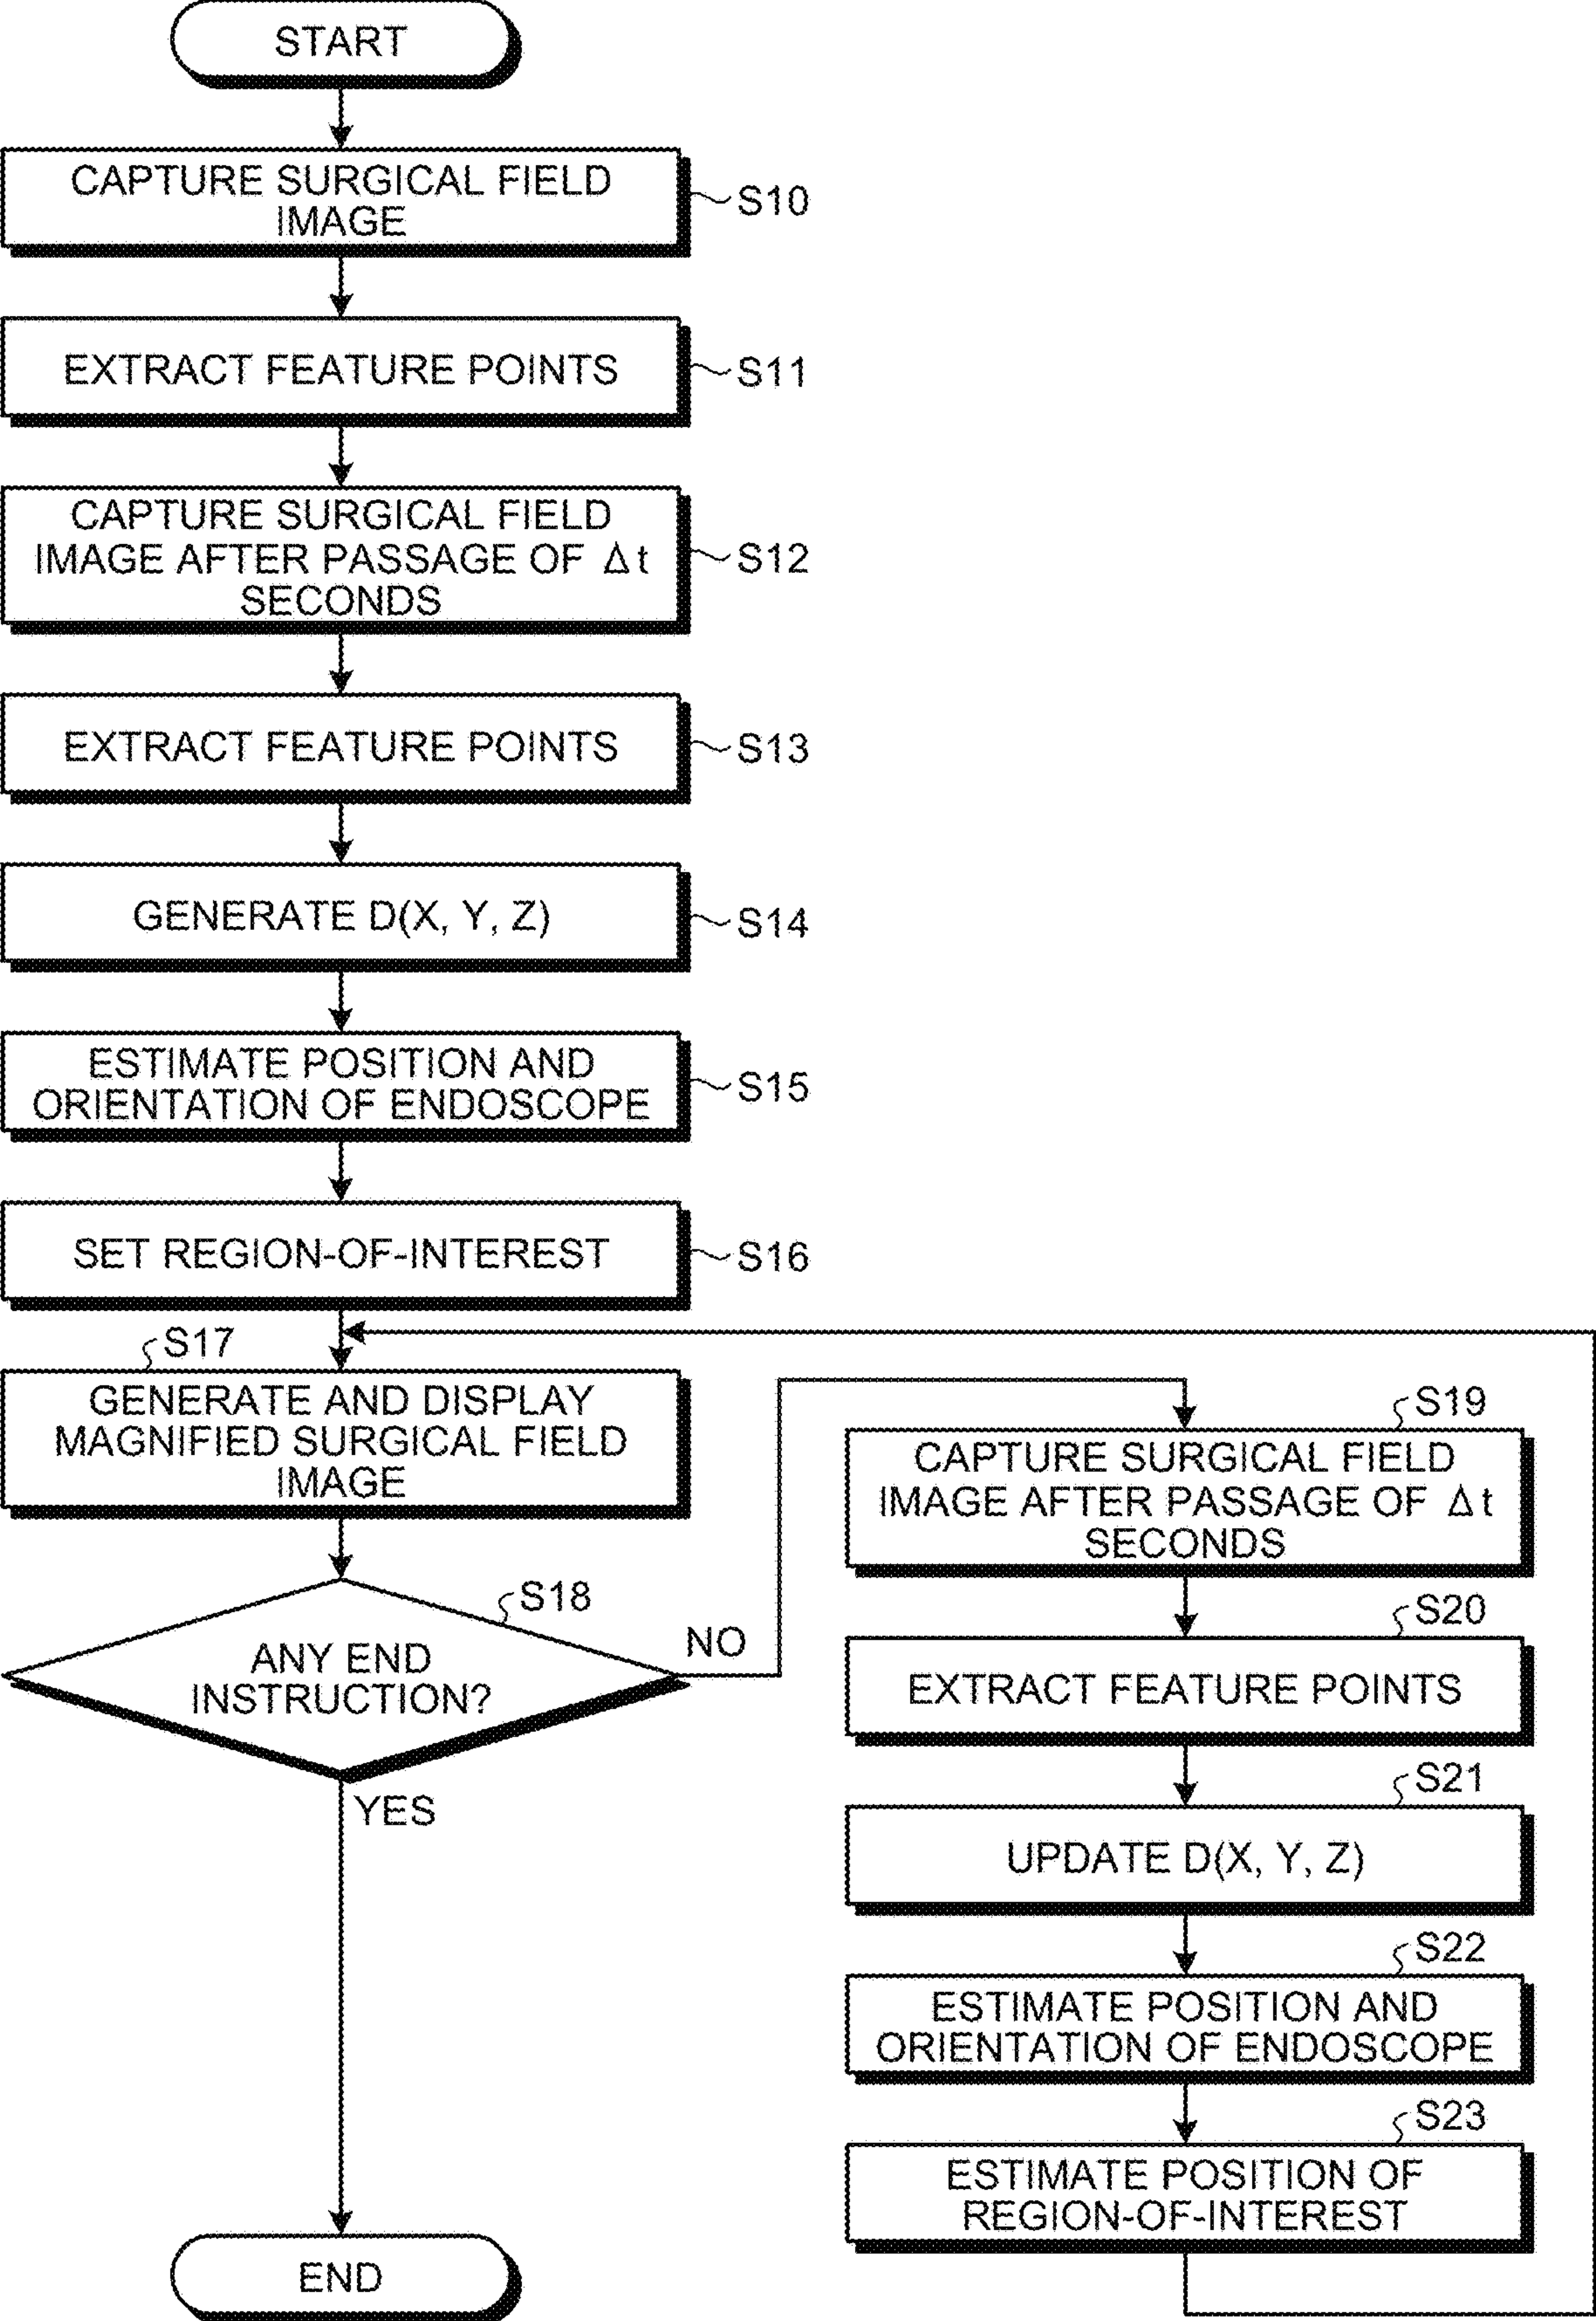 START
CAPTURE SURGICAL FIELD
IMAGE
S10
EXTRACT FEATURE POINTS
S11
CAPTURE SURGICAL FIELD
IMAGE AFTER PASSAGE OF Δt
SECONDS
S12
EXTRACT FEATURE POINTS
S13
GENERATE D(X, Y, Z)
S14
ESTIMATE POSITION AND
ORIENTATION OF ENDOSCOPE
S15
SET REGION-OF-INTEREST
S16
S17
GENERATE AND DISPLAY
MAGNIFIED SURGICAL FIELD
IMAGE
S18
ANY END
INSTRUCTION?
NO
YES
END
S19
CAPTURE SURGICAL FIELD
IMAGE AFTER PASSAGE OF Δt
SECONDS
S20
EXTRACT FEATURE POINTS
S21
UPDATE D(X, Y, Z)
S22
ESTIMATE POSITION AND
ORIENTATION OF ENDOSCOPE
S23
ESTIMATE POSITION OF
REGION-OF-INTEREST